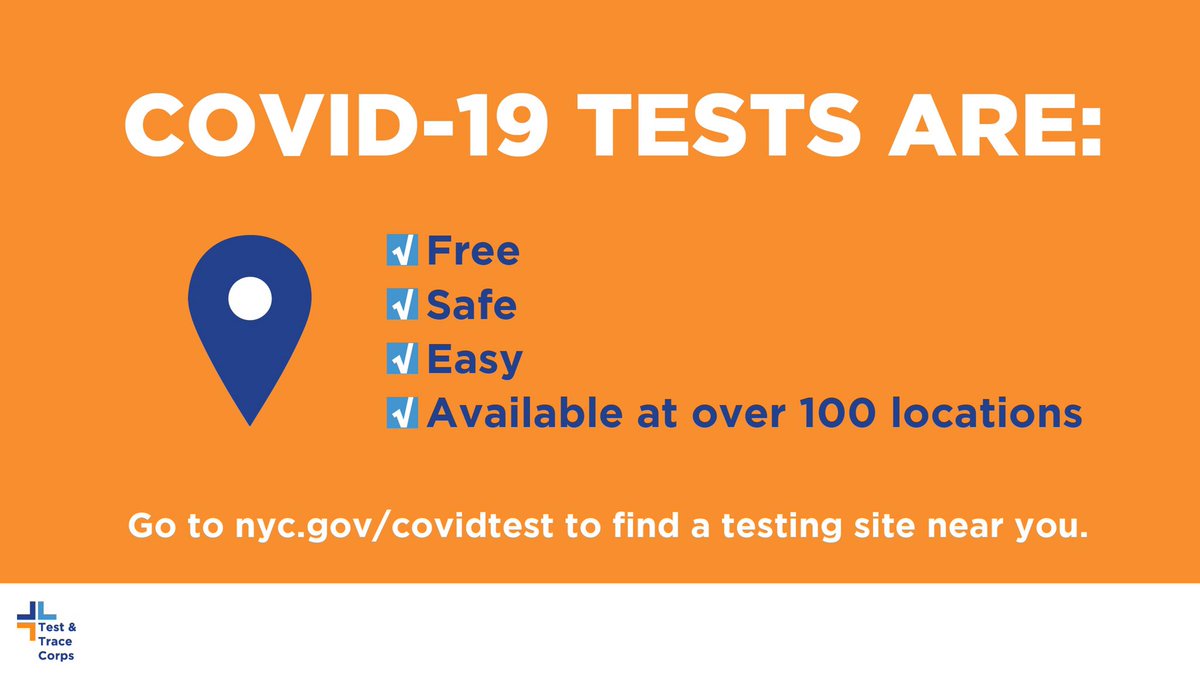 COVID-19 TESTS ARE:
Free
Safe
Easy
Available at over 100 locations
Go to nyc.gov/covidtest to find a testing site near you.
Test &
Trace
Corps